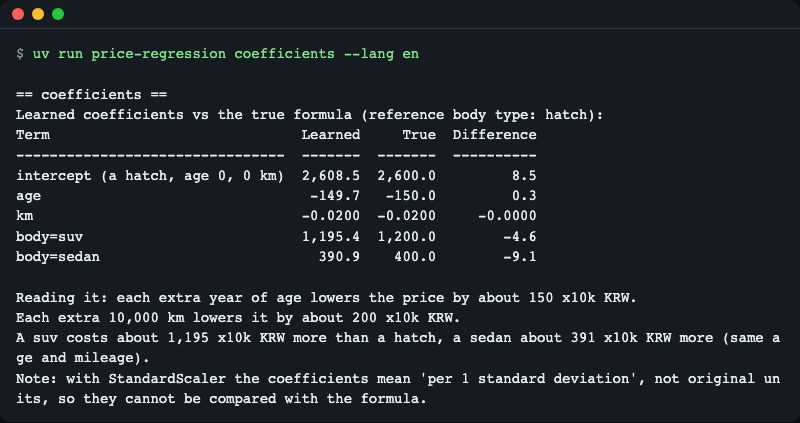 $ uv run price-regression coefficients --lang en
== coefficients ==
Learned coefficients vs the true formula (reference body type: hatch):
Term                              Learned     True  Difference
--------------------------------  -------  -------  ----------
intercept (a hatch, age 0, 0 km)  2,608.5  2,600.0         8.5
age                                -149.7   -150.0         0.3
km                                -0.0200  -0.0200     -0.0000
body=suv                          1,195.4  1,200.0        -4.6
body=sedan                          390.9    400.0        -9.1
Reading it: each extra year of age lowers the price by about 150 x10k KRW.
Each extra 10,000 km lowers it by about 200 x10k KRW.
A suv costs about 1,195 x10k KRW more than a hatch, a sedan about 391 x10k KRW more (same a
ge and mileage).
Note: with StandardScaler the coefficients mean 'per 1 standard deviation', not original un
its, so they cannot be compared with the formula.